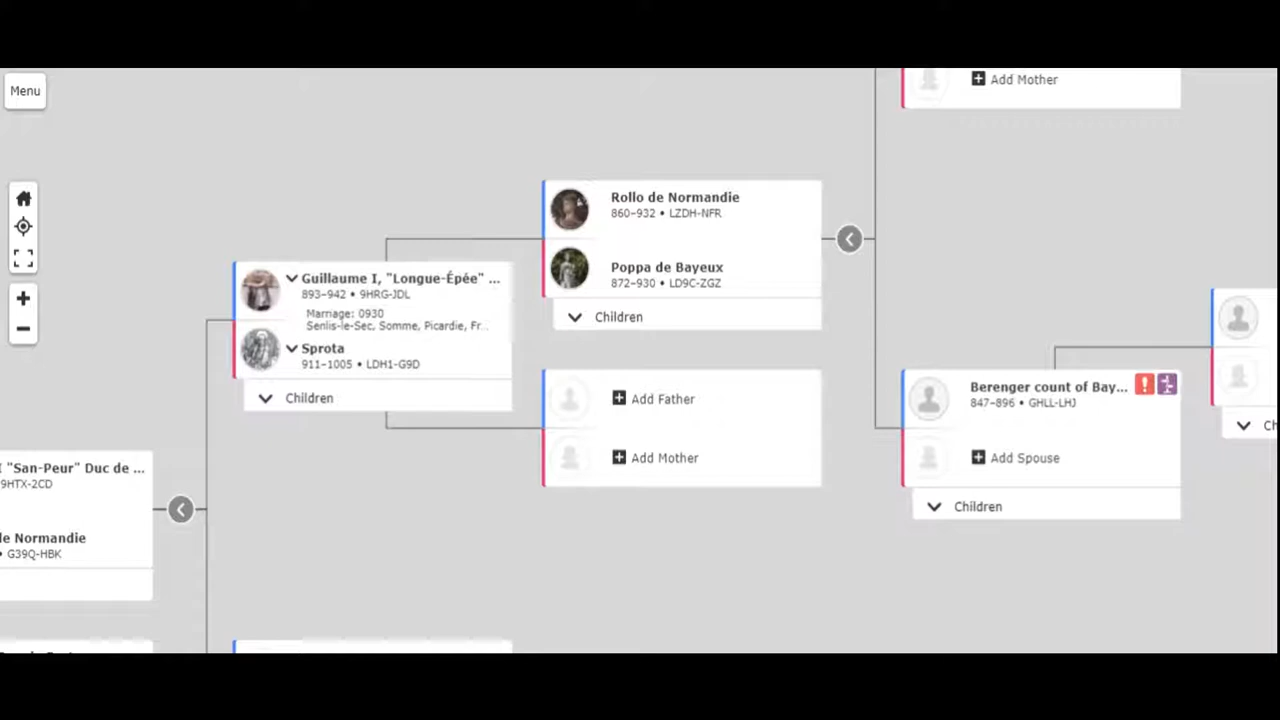 Menu
Add Mother
Rollo de Normandie
860–932 • LZDH-NFR
Poppa de Bayeux
872–930 • LD9C-ZGZ
Children
Guillaume I, "Longue-Épée" ...
893–942 • 9HRG-JDL
Marriage: 0930
Senlis-le-Sec, Somme, Picardie, Fr...
Sprota
911–1005 • LDH1-G9D
Children
Add Father
Add Mother
Berenger count of Bay...
847–896 • GHLL-LHJ
Add Spouse
Children
Ch
I "San-Peur" Duc de ...
9HTX-2CD
de Normandie
• G39Q-HBK